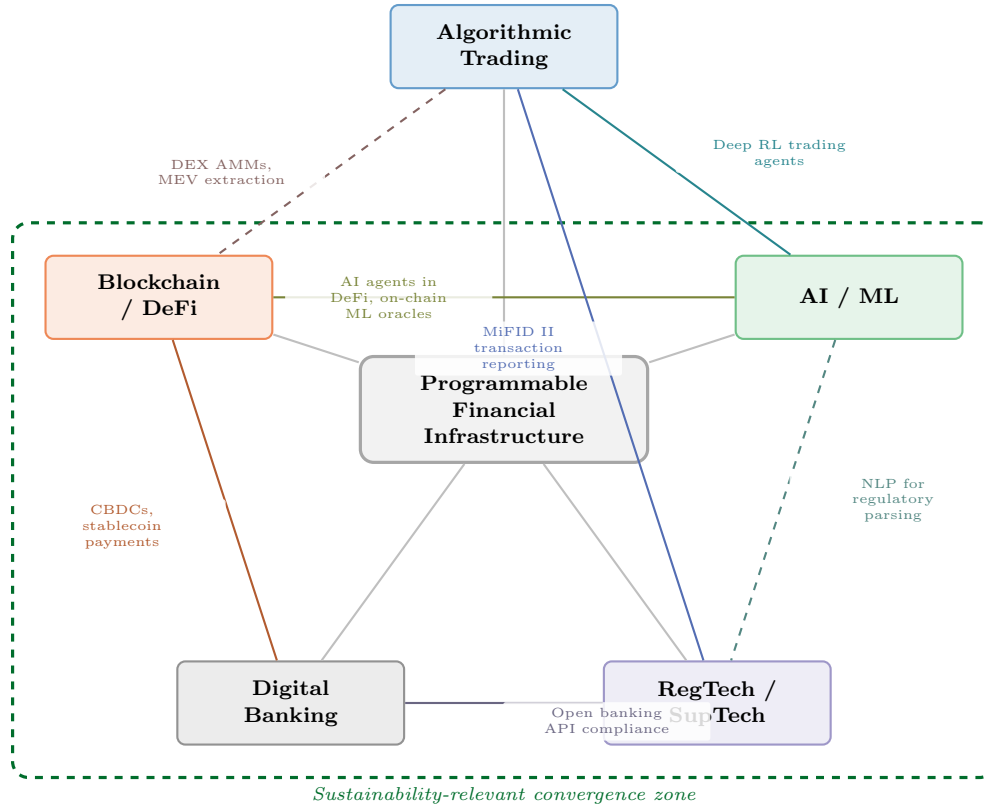 Algorithmic
Trading
DEX AMMs,
MEV extraction
Deep RL trading
agents
Blockchain
/ DeFi
AI agents in
DeFi, on-chain
ML oracles
AI / ML
MiFID II
transaction
reporting
Programmable
Financial
Infrastructure
CBDCs,
stablecoin
payments
NLP for
regulatory
parsing
Digital
Banking
RegTech /
SupTech
Open banking
API compliance
Sustainability-relevant convergence zone